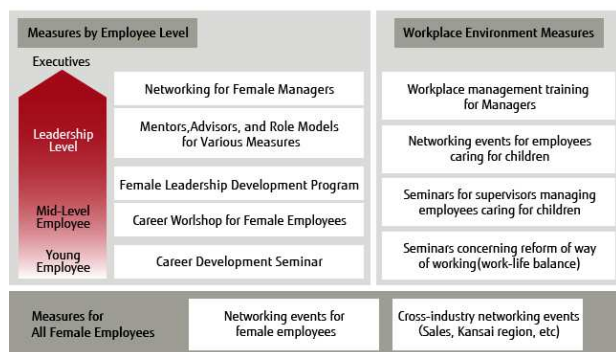 Measures by Employee Level
Executives
Leadership
Level
Mid-Level
Employee
Young
Employee
Networking for Female Managers
Mentors,Advisors, and Role Models
for Various Measures
Female Leadership Development Program
Career Worlshop for Female Employees
Career Development Seminar
Workplace Environment Measures
Workplace management training
for Managers
Networking events for employees
caring for children
Seminars for supervisors managing
employees caring for children
Seminars concerning reform of way
of working(work-life balance)
Measures for
All Female Employees
Networking events for
female employees
Cross-industry networking events
(Sales, Kansai region, etc)